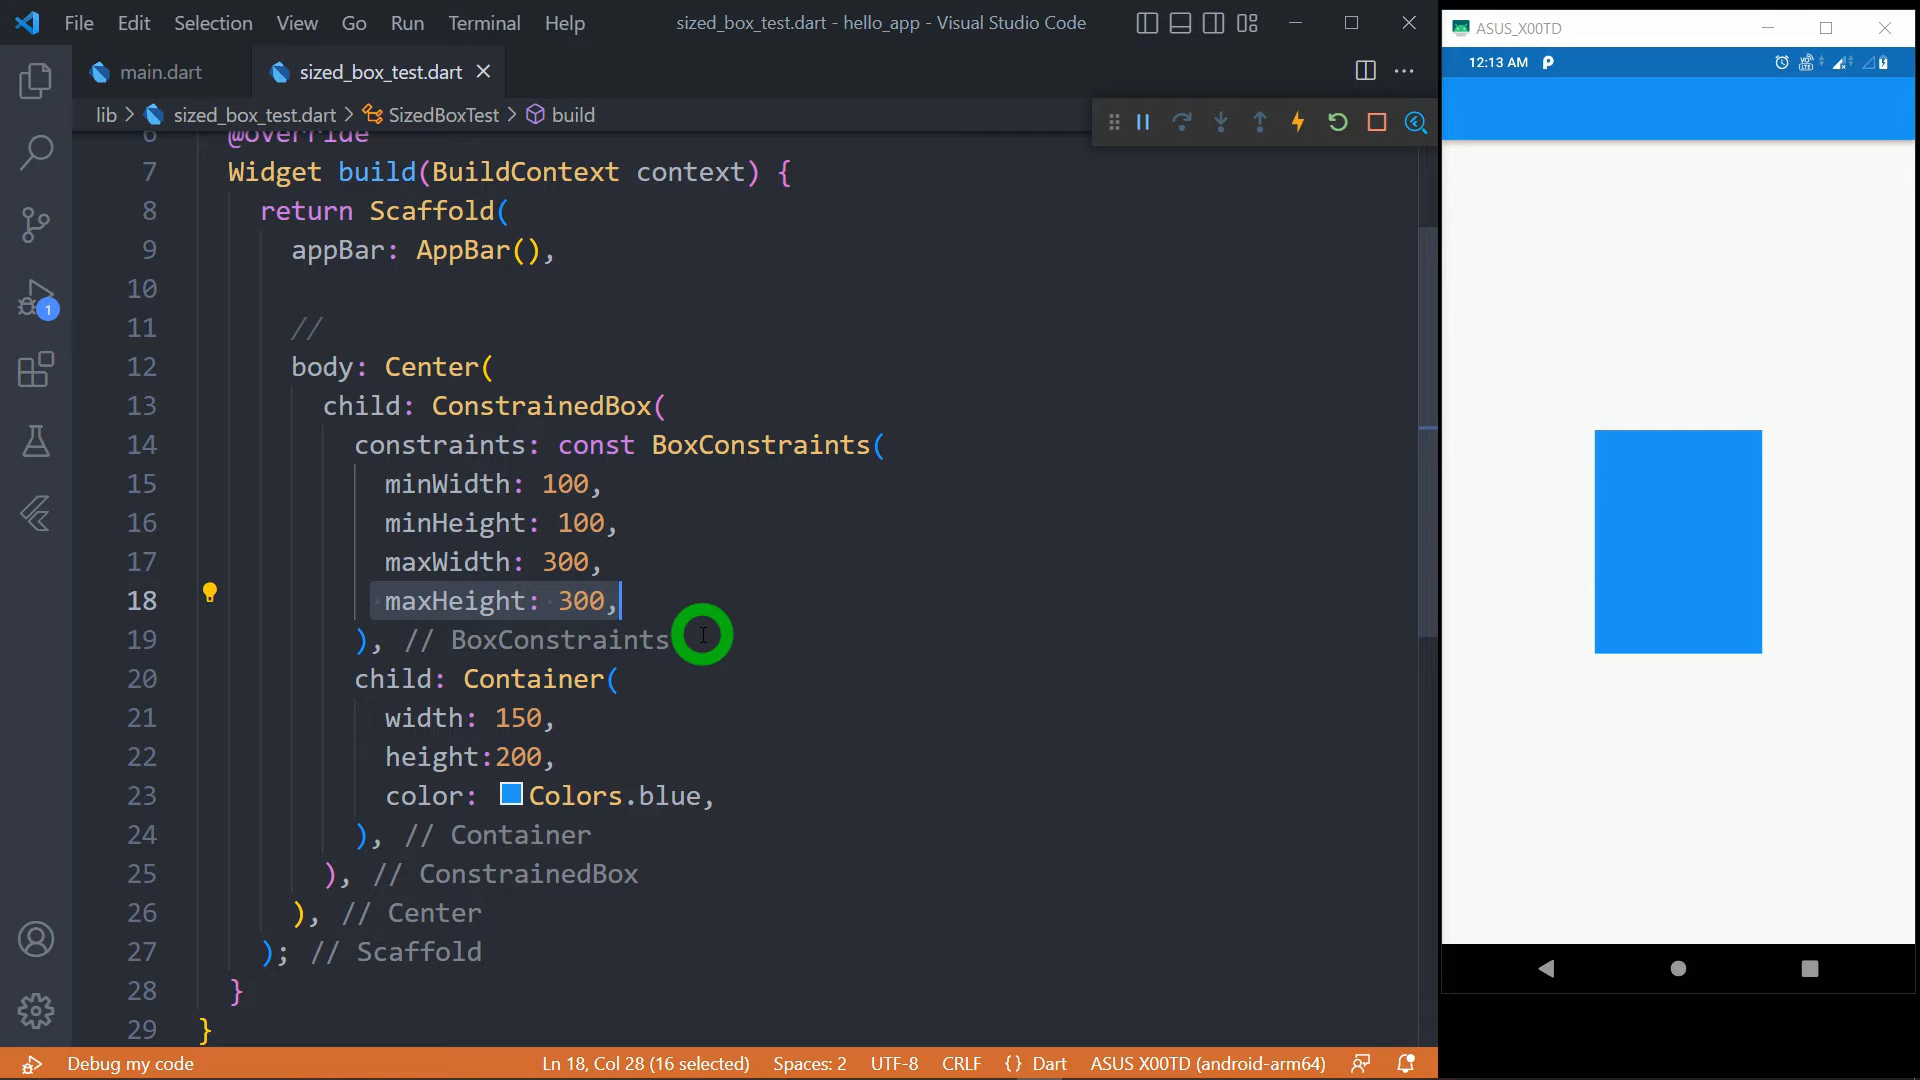 File Edit Selection View Go Run Terminal Help sized_box_test.dart - hello_app - Visual Studio Code
main.dart sized_box_test.dart
lib > sized_box_test.dart > SizedBoxTest > build
6 @override
7 Widget build(BuildContext context) {
8 return Scaffold(
9 appBar: AppBar(),
10
11 //
12 body: Center(
13 child: ConstrainedBox(
14 constraints: const BoxConstraints(
15 minWidth: 100,
16 minHeight: 100,
17 maxWidth: 300,
18 maxHeight: 300,
19 ), // BoxConstraints
20 child: Container(
21 width: 150,
22 height:200,
23 color: Colors.blue,
24 ), // Container
25 ), // ConstrainedBox
26 ), // Center
27 ); // Scaffold
28 }
29 }
1
Debug my code Ln 18, Col 28 (16 selected) Spaces: 2 UTF-8 CRLF {} Dart ASUS X00TD (android-arm64)
ASUS_X00TD
12:13 AM